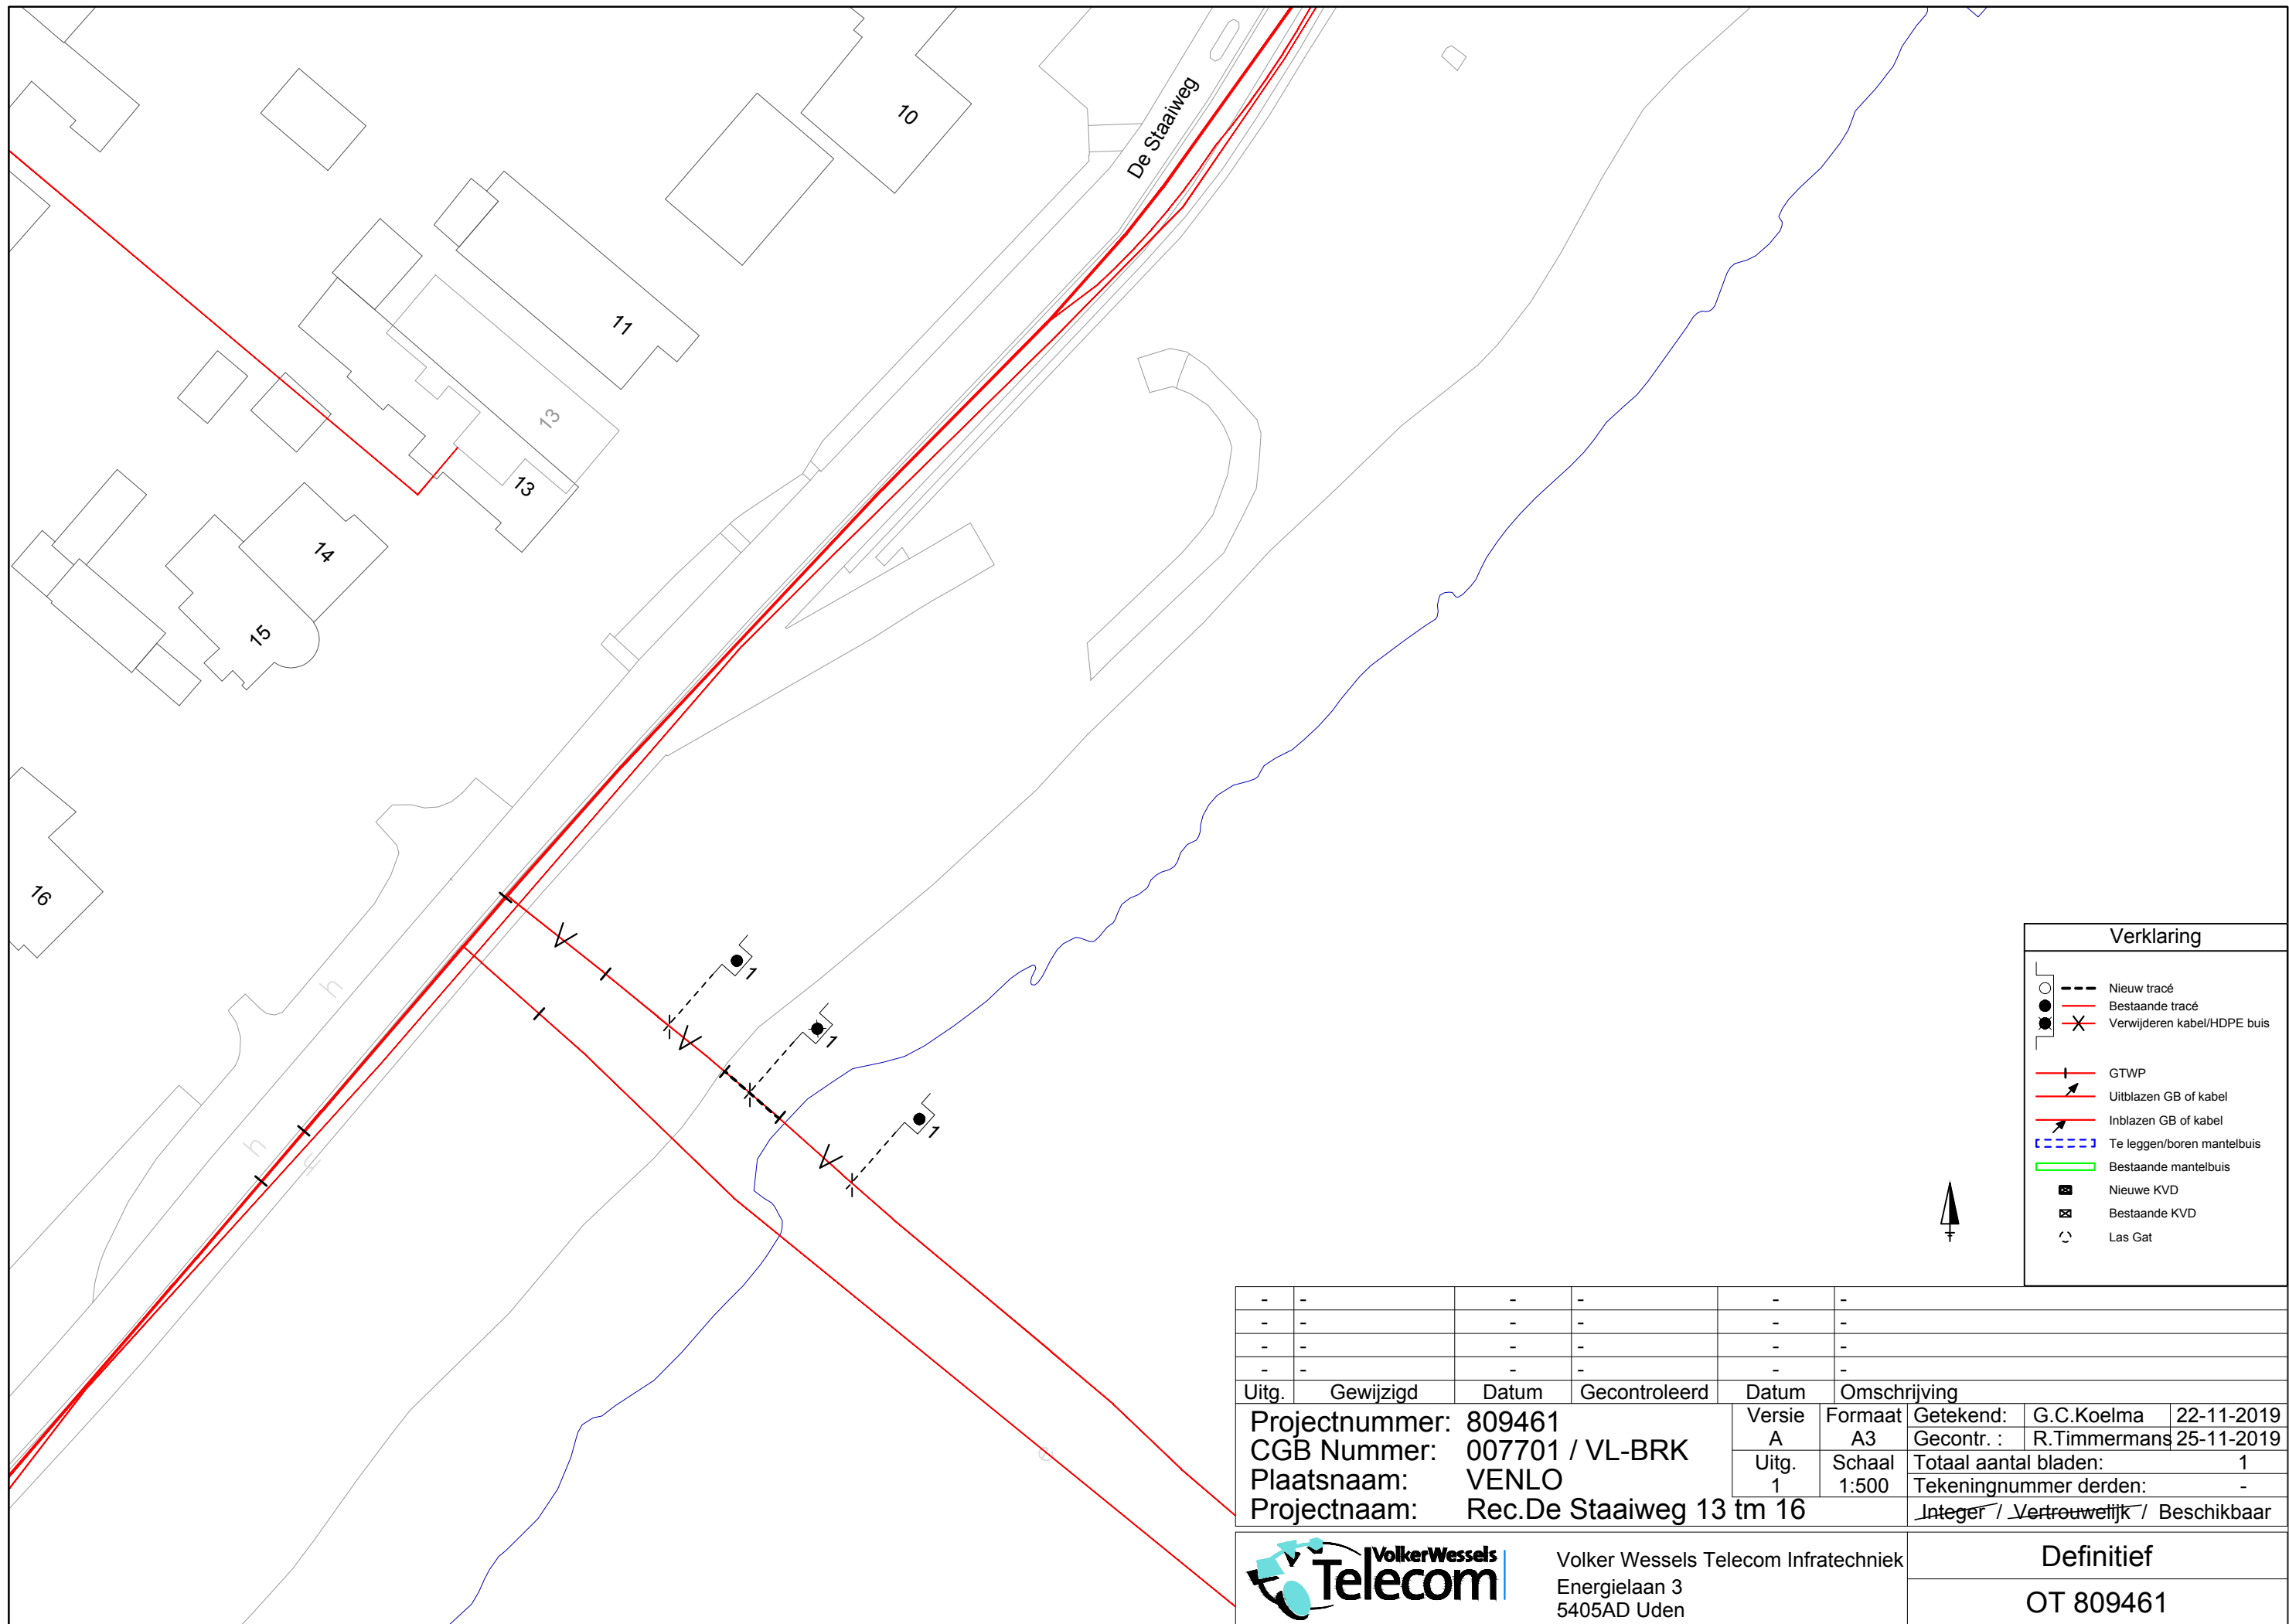 De Staaiweg
10
11
13
13
14
15
16
h
h
h
e
1
1
1
Verklaring
Nieuw tracé
Bestaande tracé
Verwijderen kabel/HDPE buis
GTWP
Uitblazen GB of kabel
Inblazen GB of kabel
Te leggen/boren mantelbuis
Bestaande mantelbuis
Nieuwe KVD
Bestaande KVD
Las Gat
- - - - - -
- - - - - -
- - - - - -
- - - - - -
Uitg. Gewijzigd Datum Gecontroleerd Datum Omschrijving
Projectnummer: 809461
CGB Nummer: 007701 / VL-BRK
Plaatsnaam: VENLO
Projectnaam: Rec.De Staaiweg 13 tm 16
Versie Formaat Getekend: G.C.Koelma 22-11-2019
A A3 Gecontr. : R.Timmermans 25-11-2019
Uitg. Schaal Totaal aantal bladen: 1
1 1:500 Tekeningnummer derden: -
Integer / Vertrouwelijk / Beschikbaar
VolkerWessels
Telecom
Volker Wessels Telecom Infratechniek
Energielaan 3
5405AD Uden
Definitief
OT 809461